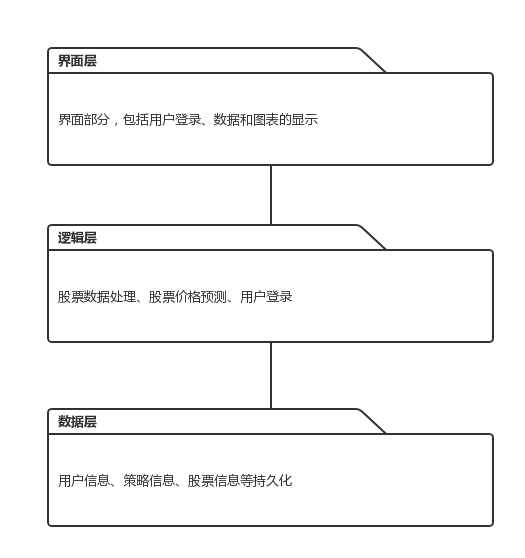 界面层
界面部分，包括用户登录、数据和图表的显示
逻辑层
股票数据处理、股票价格预测、用户登录
数据层
用户信息、策略信息、股票信息等持久化